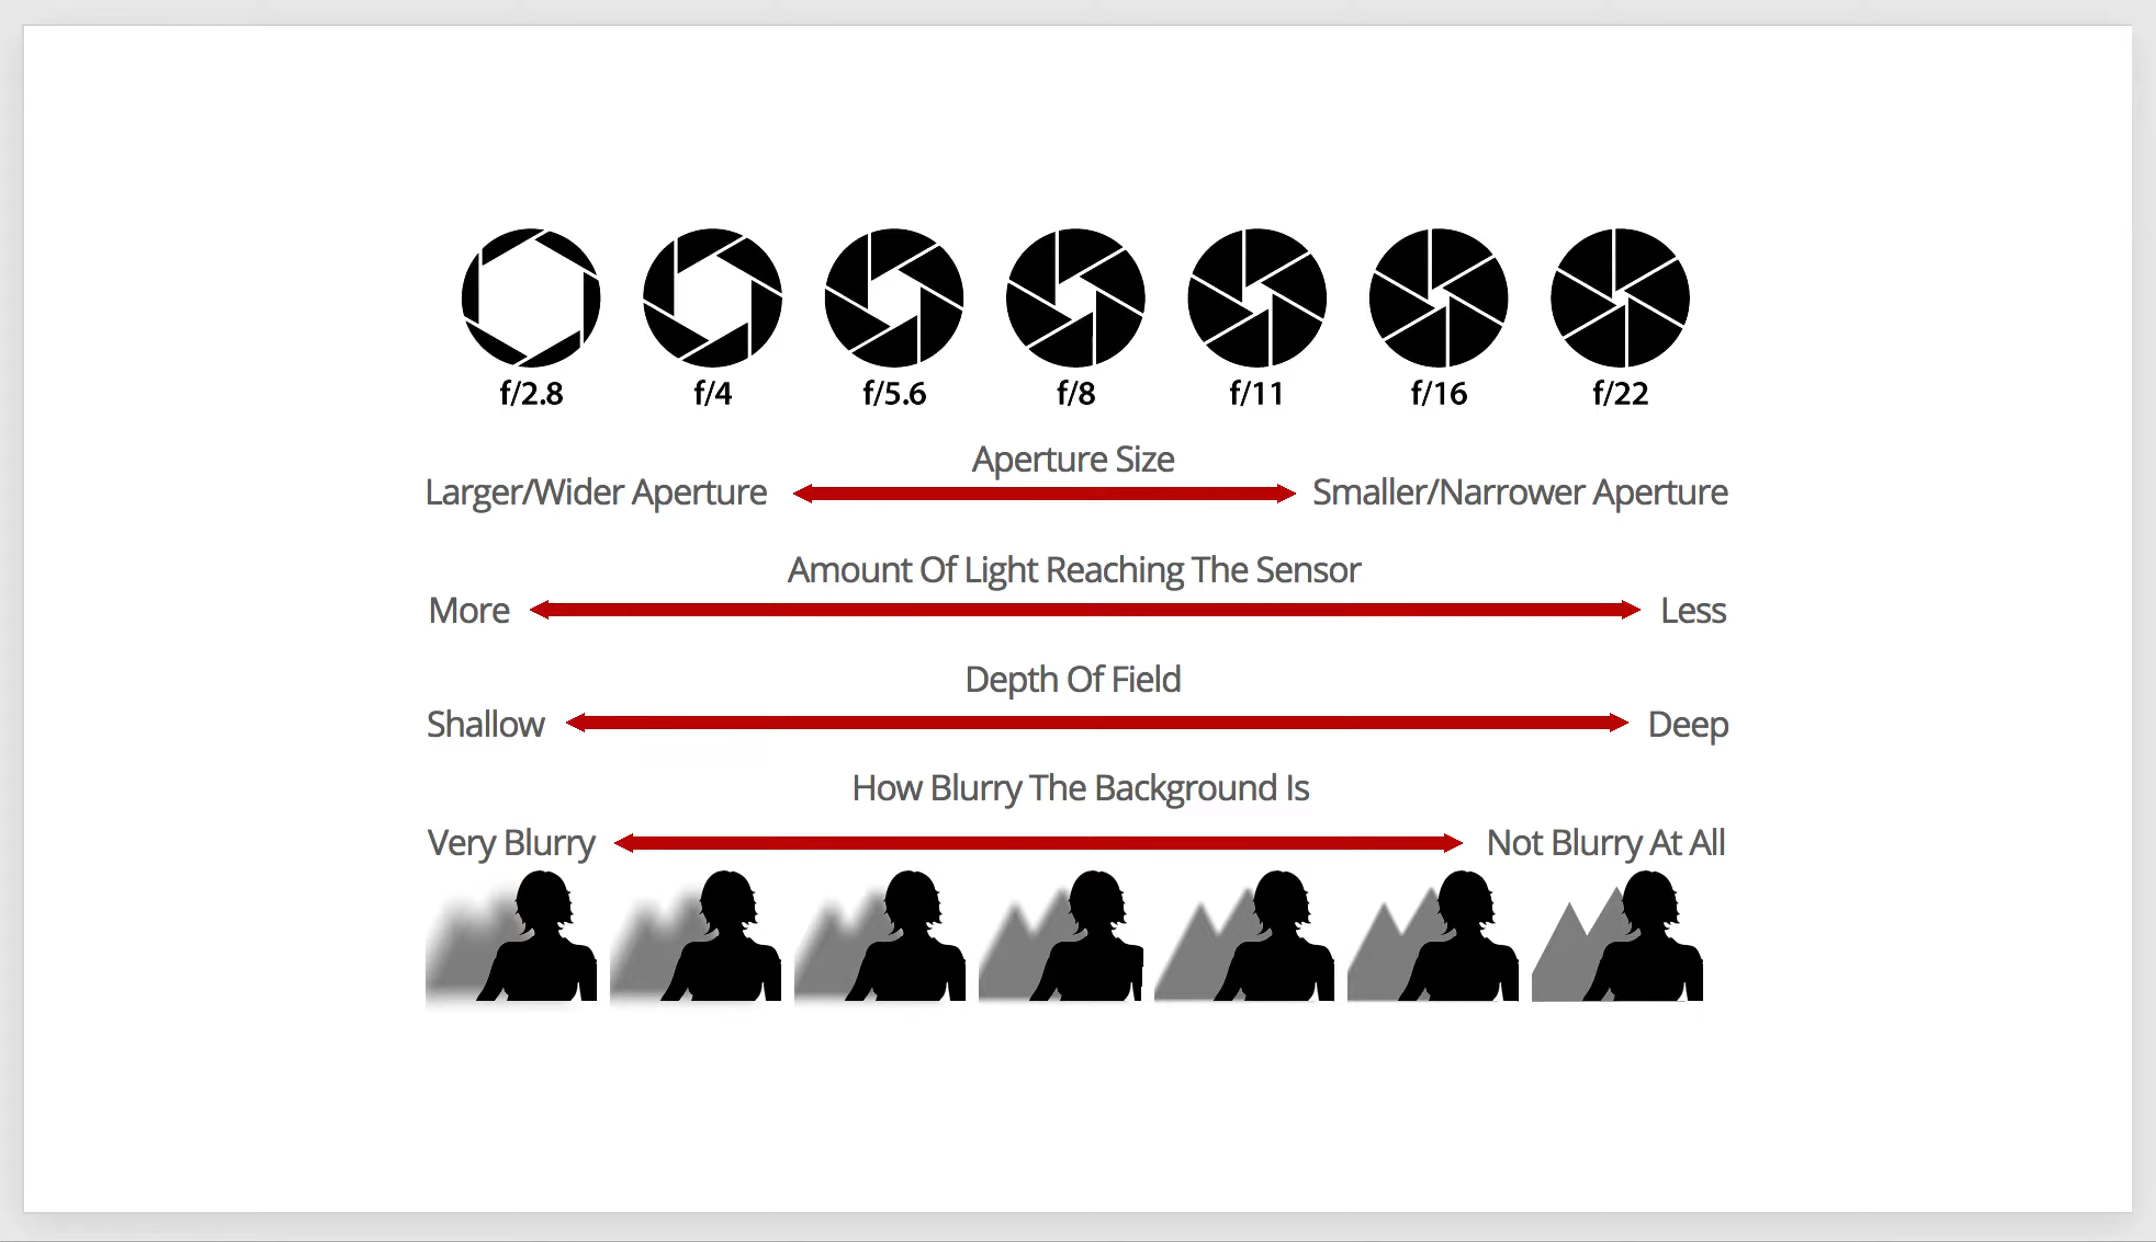 f/2.8 f/4 f/5.6 f/8 f/11 f/16 f/22
Aperture Size
Larger/Wider Aperture Smaller/Narrower Aperture
Amount Of Light Reaching The Sensor
More Less
Depth Of Field
Shallow Deep
How Blurry The Background Is
Very Blurry Not Blurry At All